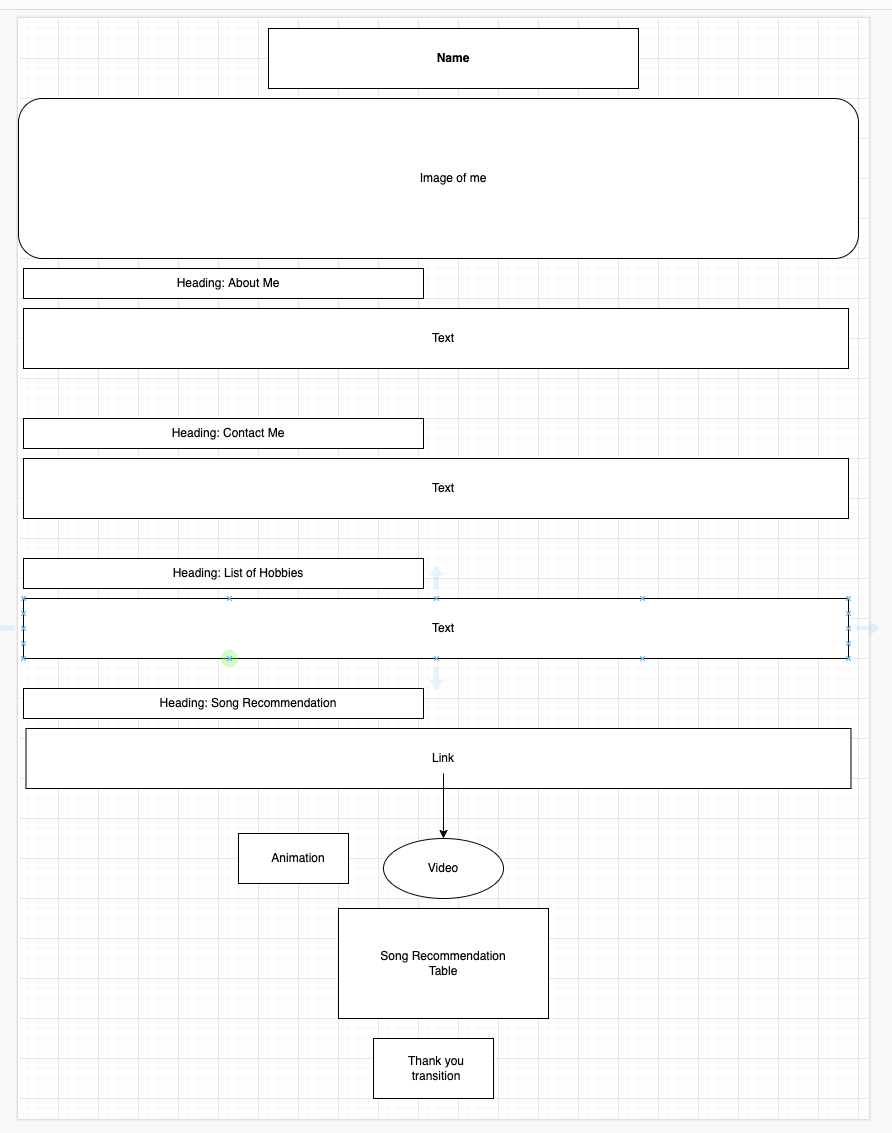 Name
Image of me
Heading: About Me
Text
Heading: Contact Me
Text
Heading: List of Hobbies
Text
Heading: Song Recommendation
Link
Animation
Video
Song Recommendation
Table
Thank you
transition